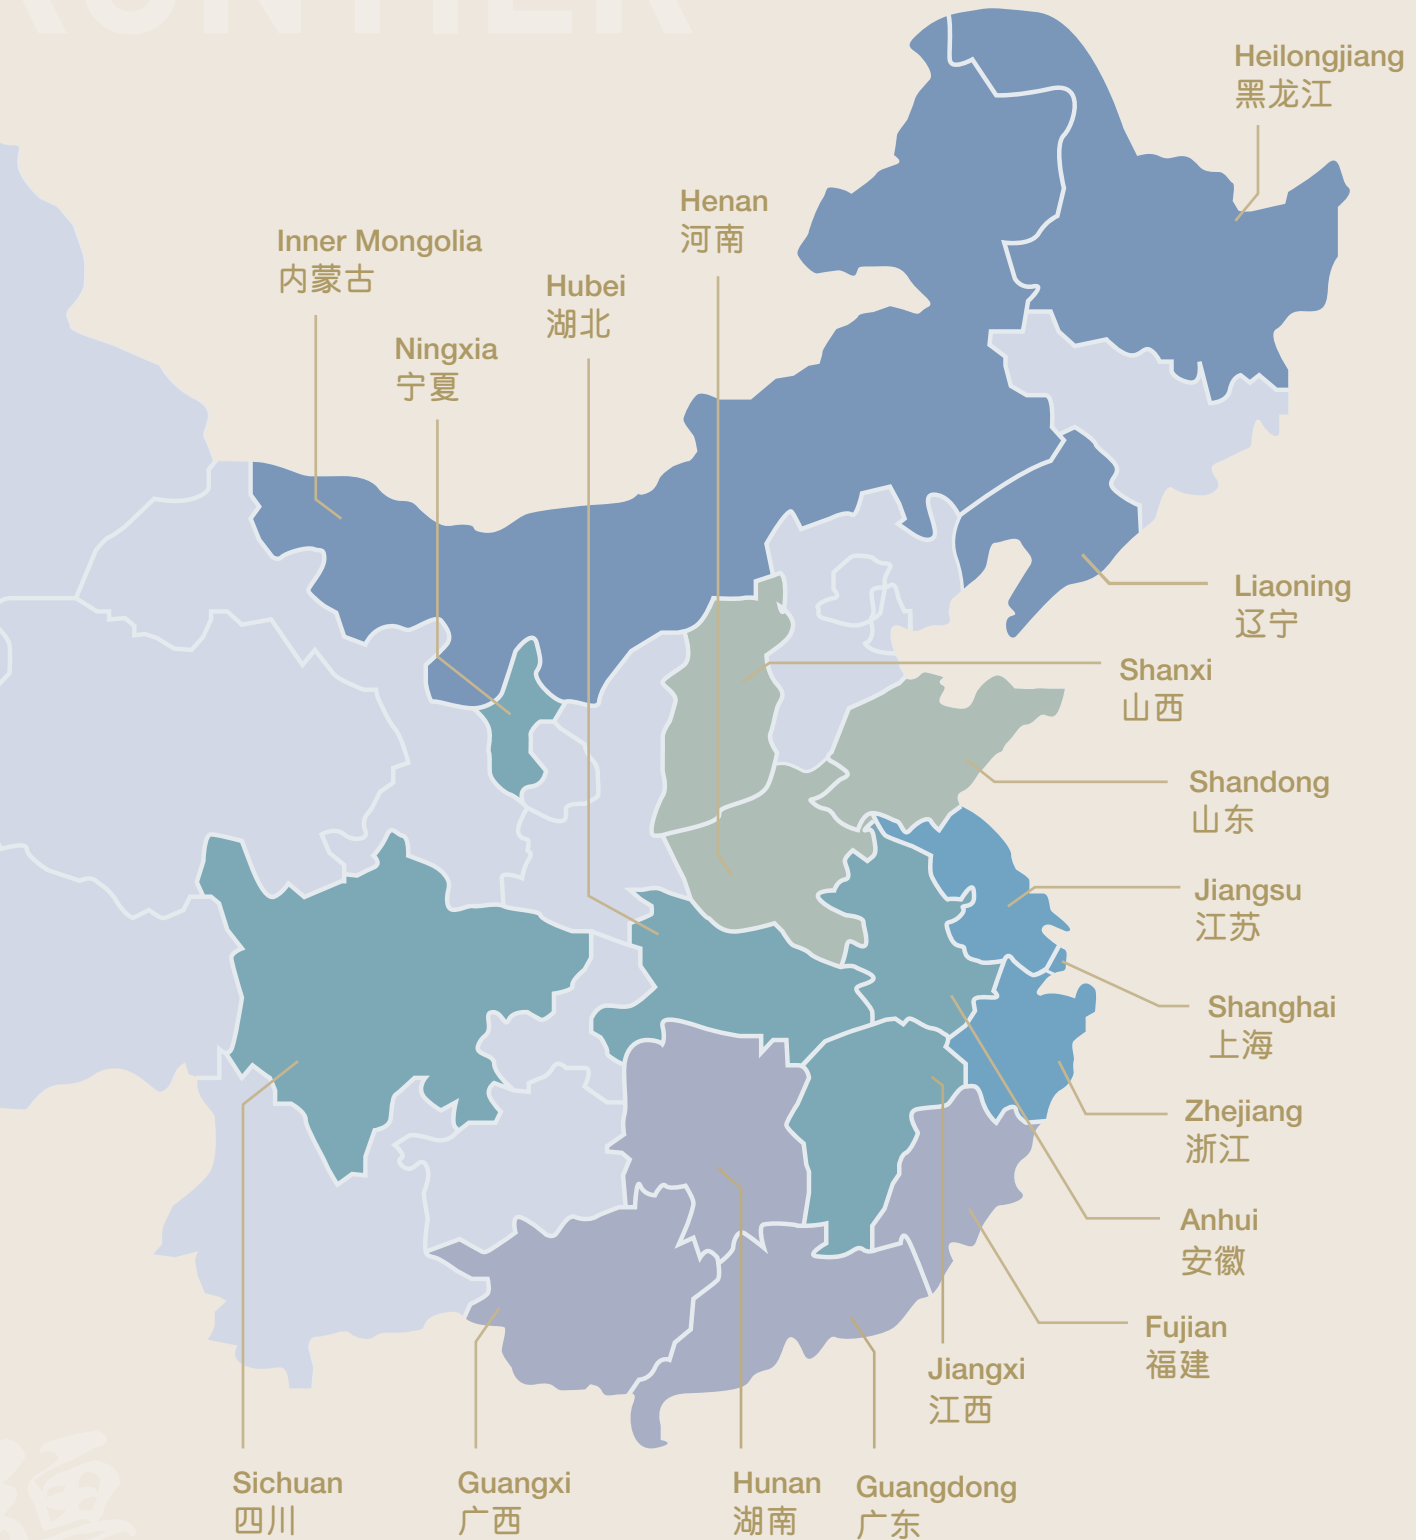 Heilongjiang
黑龙江
Henan
河南
Inner Mongolia
内蒙古
Hubei
湖北
Ningxia
宁夏
Liaoning
辽宁
Shanxi
山西
Shandong
山东
Jiangsu
江苏
Shanghai
上海
Zhejiang
浙江
Anhui
安徽
Fujian
福建
Jiangxi
江西
Sichuan
四川
Guangxi
广西
Hunan
湖南
Guangdong
广东